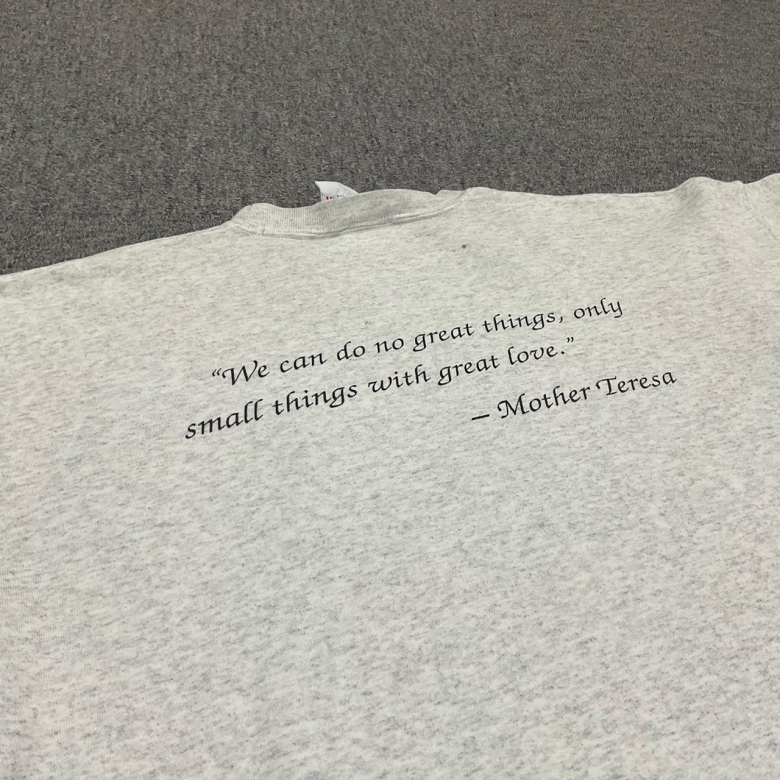 “We can do no great things, only
small things with great love.”
– Mother Teresa